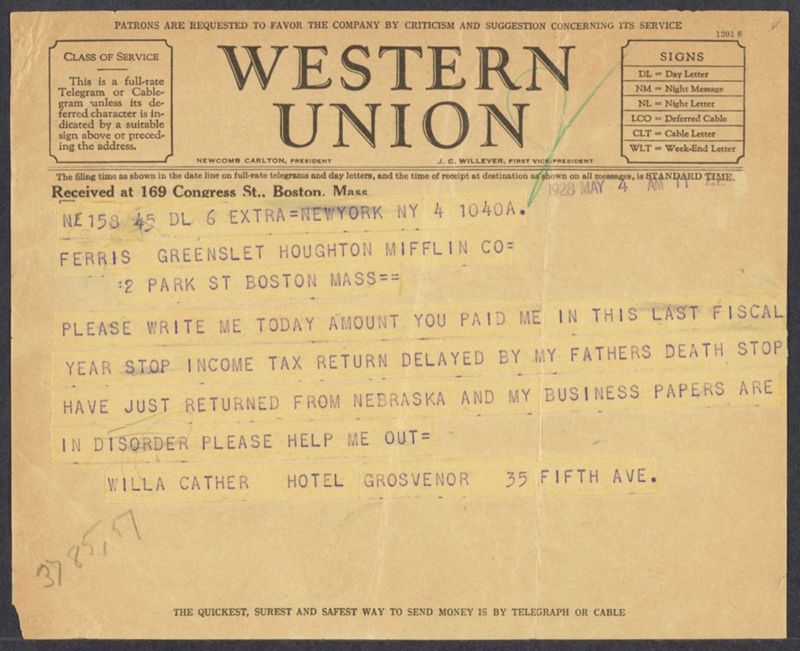 PATRONS ARE REQUESTED TO FAVOR THE COMPANY BY CRITICISM AND SUGGESTION CONCERNING ITS SERVICE
1201 S
CLASS OF SERVICE
This is a full-rate
Telegram or Cable-
gram unless its de-
ferred character is in-
dicated by a suitable
sign above or preced-
ing the address.
WESTERN
UNION
NEWCOMB CARLTON, PRESIDENT
J. C. WILLEVER, FIRST VICE-PRESIDENT
SIGNS
DL = Day Letter
NM = Night Message
NL = Night Letter
LCO = Deferred Cable
CLT = Cable Letter
WLT = Week-End Letter
The filing time as shown in the date line on full-rate telegrams and day letters, and the time of receipt at destination as shown on all messages, is STANDARD TIME.
Received at 169 Congress St., Boston, Mass.
1928 MAY 4 AM 11
NE158 45 DL 6 EXTRA=NEWYORK NY 4 1040A.
FERRIS GREENSLET HOUGHTON MIFFLIN CO=
:2 PARK ST BOSTON MASS==
PLEASE WRITE ME TODAY AMOUNT YOU PAID ME IN THIS LAST FISCAL
YEAR STOP INCOME TAX RETURN DELAYED BY MY FATHERS DEATH STOP
HAVE JUST RETURNED FROM NEBRASKA AND MY BUSINESS PAPERS ARE
IN DISORDER PLEASE HELP ME OUT=
WILLA CATHER HOTEL GROSVENOR 35 FIFTH AVE.
3785,51
THE QUICKEST, SUREST AND SAFEST WAY TO SEND MONEY IS BY TELEGRAPH OR CABLE